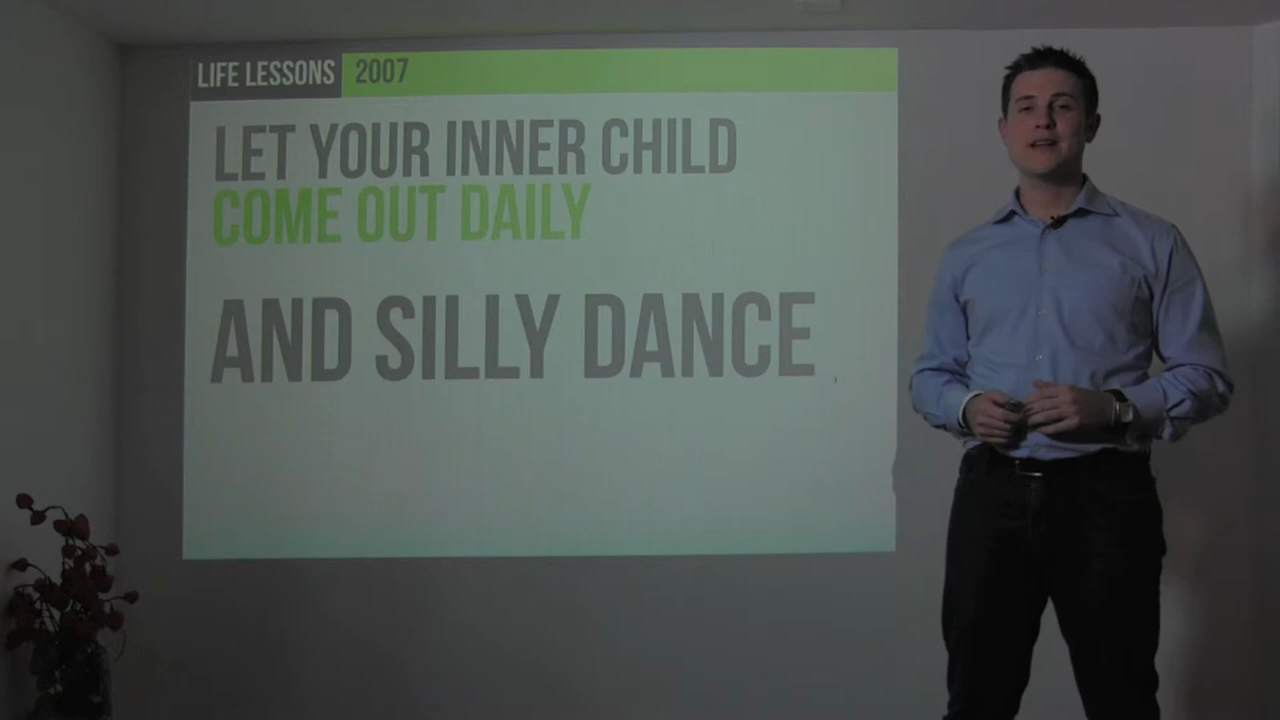 LIFE LESSONS 2007
LET YOUR INNER CHILD
COME OUT DAILY
AND SILLY DANCE